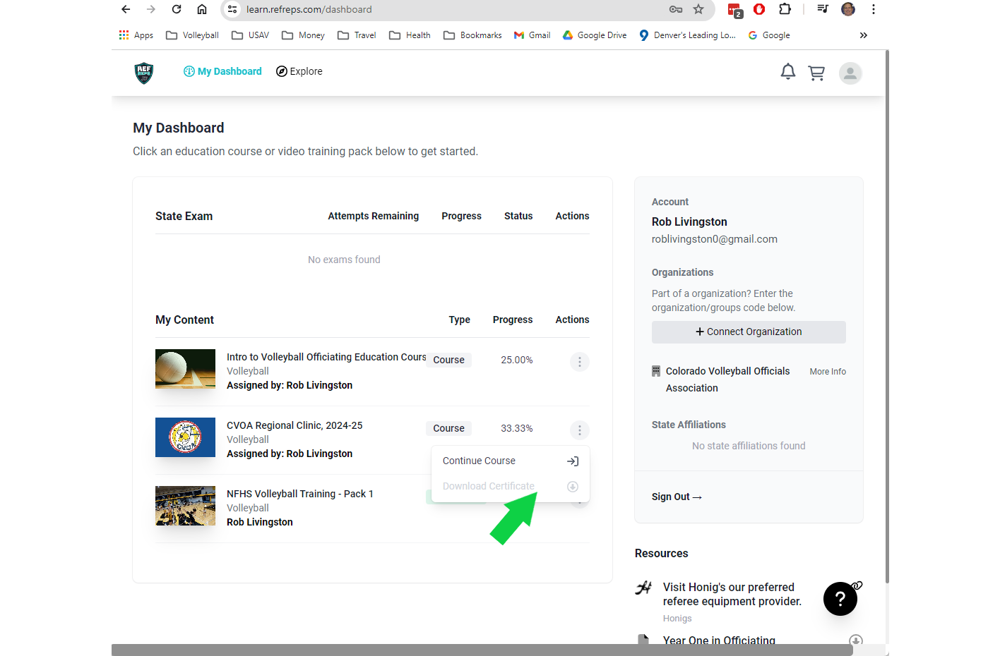 learn.refreps.com/dashboard
2
Apps
Volleyball
USAV
Money
Travel
Health
Bookmarks
Gmail
Google Drive
Denver's Leading Lo...
Google
REF
REPS
My Dashboard
Explore
My Dashboard
Click an education course or video training pack below to get started.
State Exam Attempts Remaining Progress Status Actions
No exams found
My Content Type Progress Actions
Intro to Volleyball Officiating Education Cours Course 25.00%
Volleyball
Assigned by: Rob Livingston
CVOA Regional Clinic, 2024-25 Course 33.33%
Volleyball
Assigned by: Rob Livingston
CVOA
Continue Course
Download Certificate
NFHS Volleyball Training - Pack 1
Volleyball
Rob Livingston
Account
Rob Livingston
roblivingston0@gmail.com
Organizations
Part of a organization? Enter the
organization/groups code below.
+ Connect Organization
Colorado Volleyball Officials More Info
Association
State Affiliations
No state affiliations found
Sign Out →
Resources
Visit Honig's our preferred
referee equipment provider.
Honigs
?
Year One in Officiating